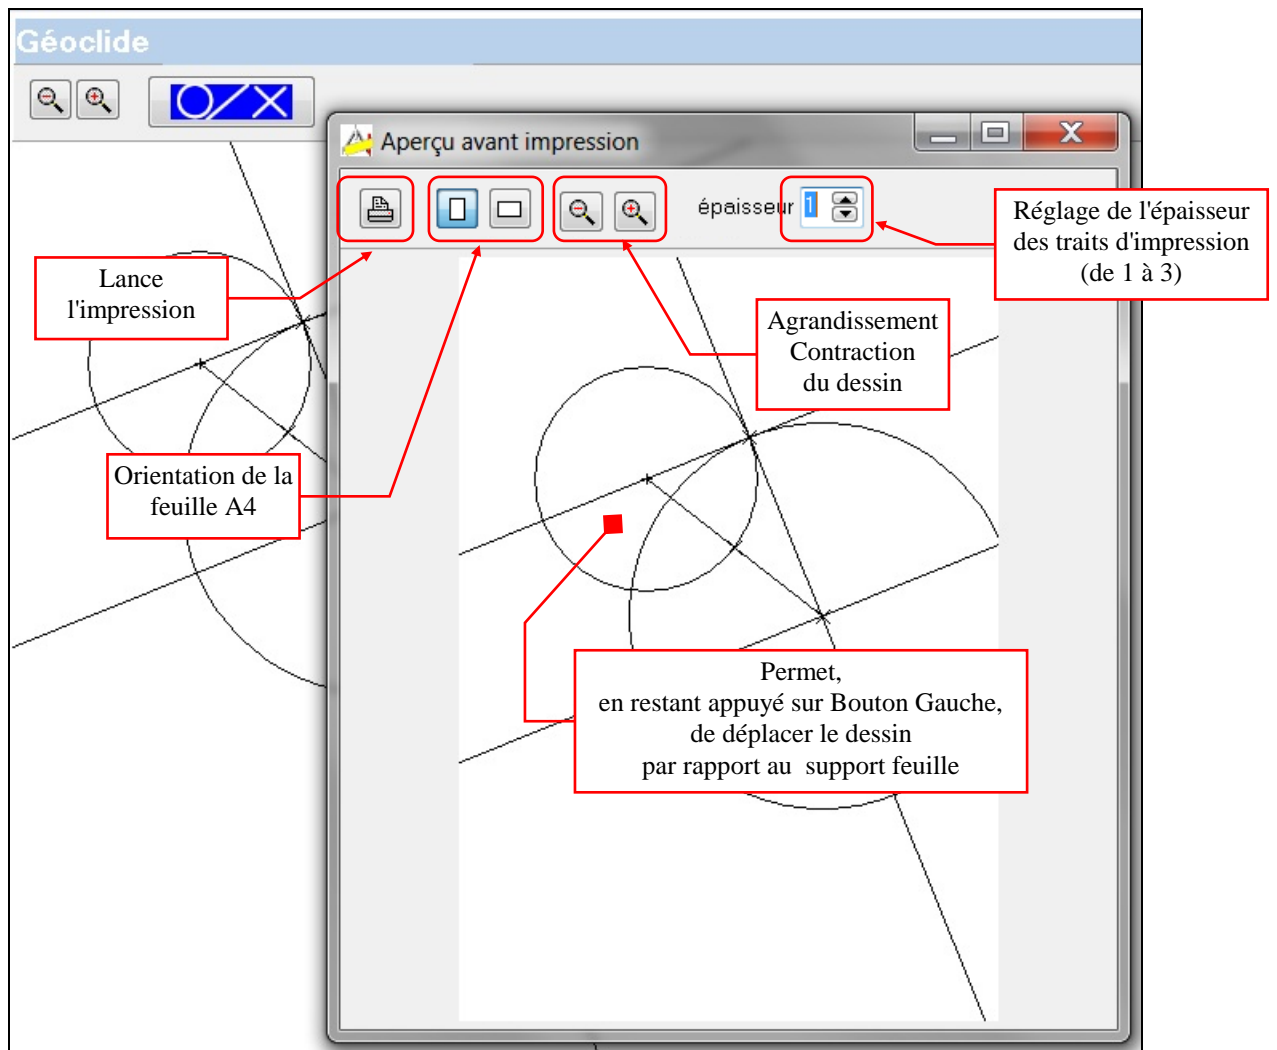 Géoclide
Aperçu avant impression
épaisseur 1
Réglage de l'épaisseur
des traits d'impression
(de 1 à 3)
Lance
l'impression
Agrandissement
Contraction
du dessin
Orientation de la
feuille A4
Permet,
en restant appuyé sur Bouton Gauche,
de déplacer le dessin
par rapport au support feuille